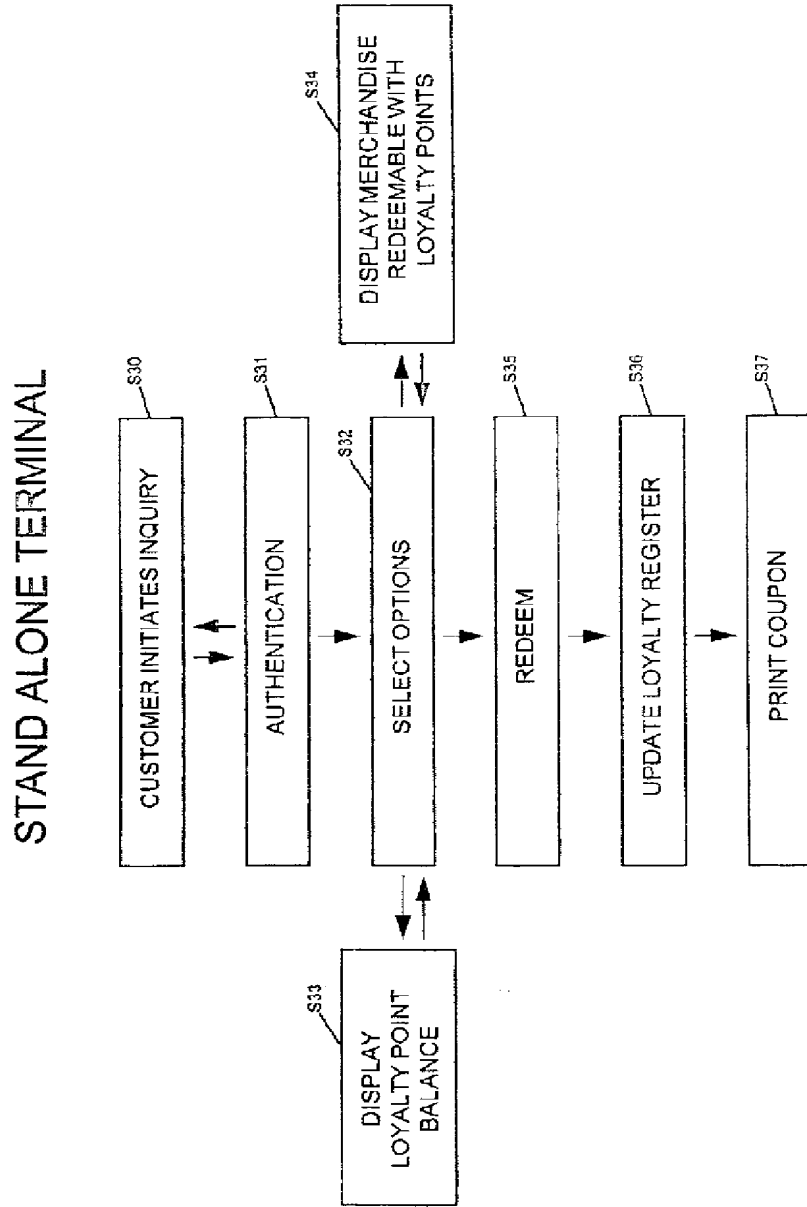 STAND ALONE TERMINAL
S30
CUSTOMER INITIATES INQUIRY
S31
AUTHENTICATION
S32
SELECT OPTIONS
S33
DISPLAY
LOYALTY POINT
BALANCE
S34
DISPLAY MERCHANDISE
REDEEMABLE WITH
LOYALTY POINTS
S35
REDEEM
S36
UPDATE LOYALTY REGISTER
S37
PRINT COUPON